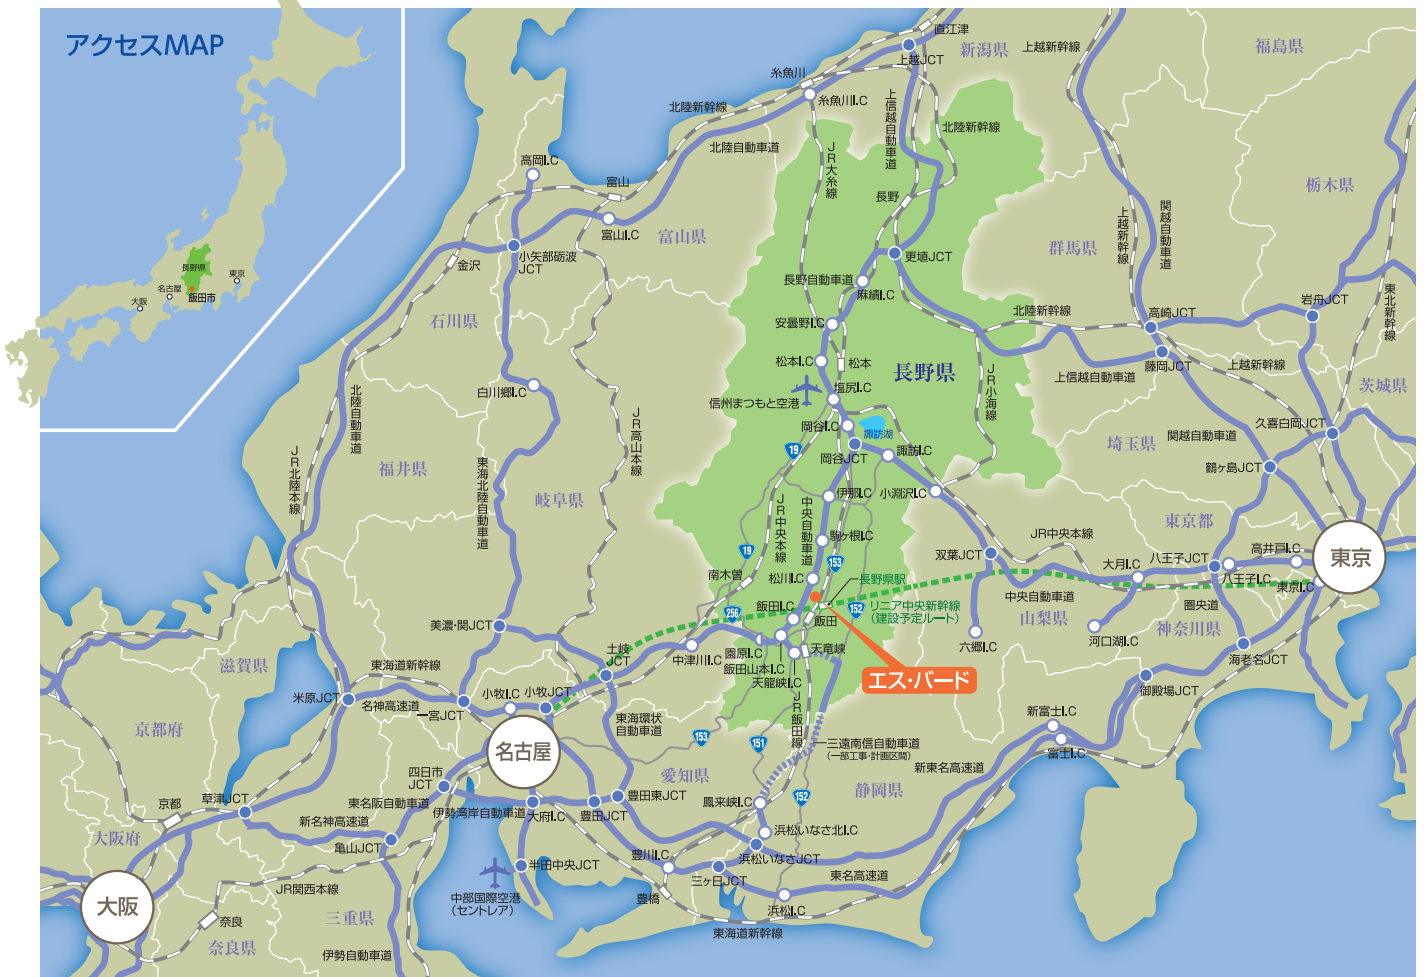 アクセスMAP
長野県
東京
名古屋
飯田市
大阪
直江津
新潟県
上越新幹線
福島県
上越JCT
糸魚川
糸魚川I.C
北陸新幹線
上信越自動車道
北陸新幹線
北陸自動車道
JR大糸線
高岡I.C
富山
長野
栃木県
富山I.C
富山県
上越新幹線
関越自動車道
群馬県
小矢部砺波
JCT
金沢
更埴JCT
長野自動車道
麻績I.C
東北新幹線
石川県
安曇野I.C
北陸新幹線
高崎JCT
岩舟JCT
松本I.C
松本
長野県
藤岡JCT
上越新幹線
上信越自動車道
茨城県
白川郷I.C
塩尻I.C
信州まつもと空港
JR小海線
北陸自動車道
JR高山本線
岡谷I.C
諏訪湖
久喜白岡JCT
関越自動車道
埼玉県
JR北陸本線
福井県
東海北陸自動車道
岐阜県
19
岡谷JCT
諏訪I.C
鶴ヶ島JCT
伊那I.C
小淵沢I.C
JR中央本線
中央自動車道
東京都
駒ヶ根I.C
JR中央本線
19
153
双葉JCT
大月I.C
八王子JCT
高井戸I.C
東京
南木曽
松川I.C
長野県駅
八王子I.C
東京I.C
中央自動車道
256
飯田I.C
152
リニア中央新幹線
(建設予定ルート)
飯田
圏央道
山梨県
神奈川県
美濃・関JCT
六郷I.C
河口湖I.C
土岐
JCT
中津川I.C
園原I.C
天竜峡
飯田山本I.C
天龍峡I.C
エス・バード
海老名JCT
滋賀県
東海道新幹線
米原JCT
名神高速道
一宮JCT
小牧I.C
小牧JCT
御殿場JCT
東海環状
自動車道
JR飯田線
新富士I.C
富士I.C
京都府
153
151
三遠南信自動車道
(一部工事・計画区間)
名古屋
四日市
JCT
愛知県
新東名高速道
静岡県
152
京都
草津JCT
東名阪自動車道
伊勢湾岸自動車道
大府I.C
豊田JCT
豊田東JCT
鳳来峡I.C
新名神高速道
大阪府
亀山JCT
浜松いなさ北I.C
浜松いなさJCT
半田中央JCT
豊川I.C
三ヶ日JCT
東名高速道
JR関西本線
中部国際空港
(セントレア)
豊橋
浜松I.C
大阪
奈良
三重県
東海道新幹線
奈良県
伊勢自動車道